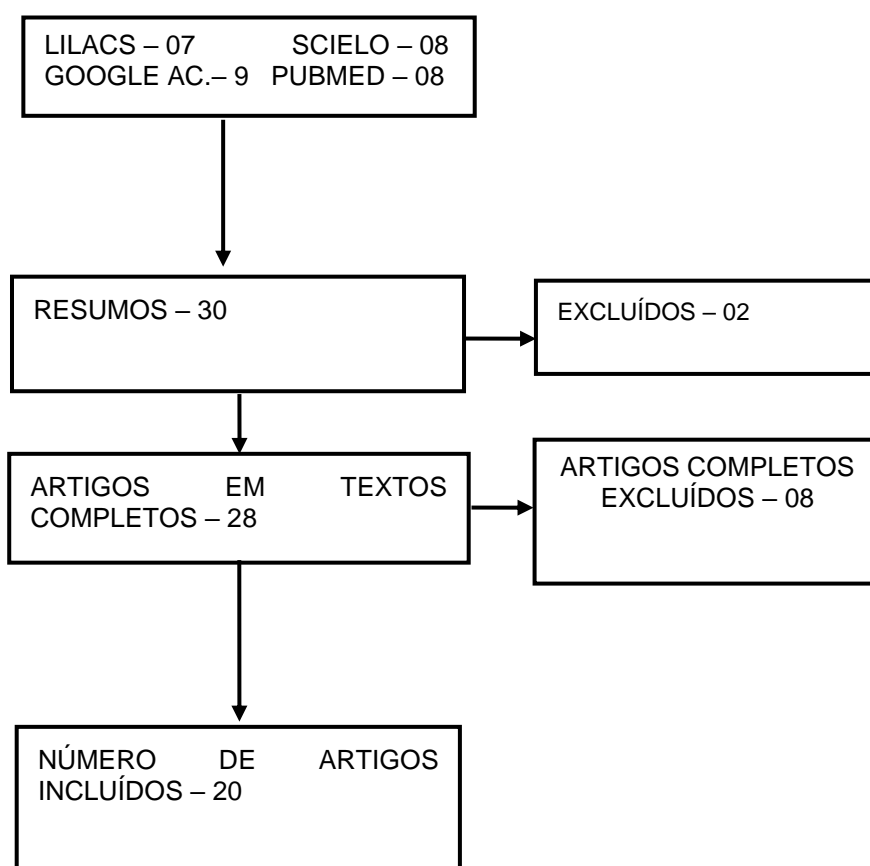 LILACS – 07 SCIELO – 08
GOOGLE AC.– 9 PUBMED – 08
RESUMOS – 30
EXCLUÍDOS – 02
ARTIGOS EM TEXTOS
COMPLETOS – 28
ARTIGOS COMPLETOS
EXCLUÍDOS – 08
NÚMERO DE ARTIGOS
INCLUÍDOS – 20